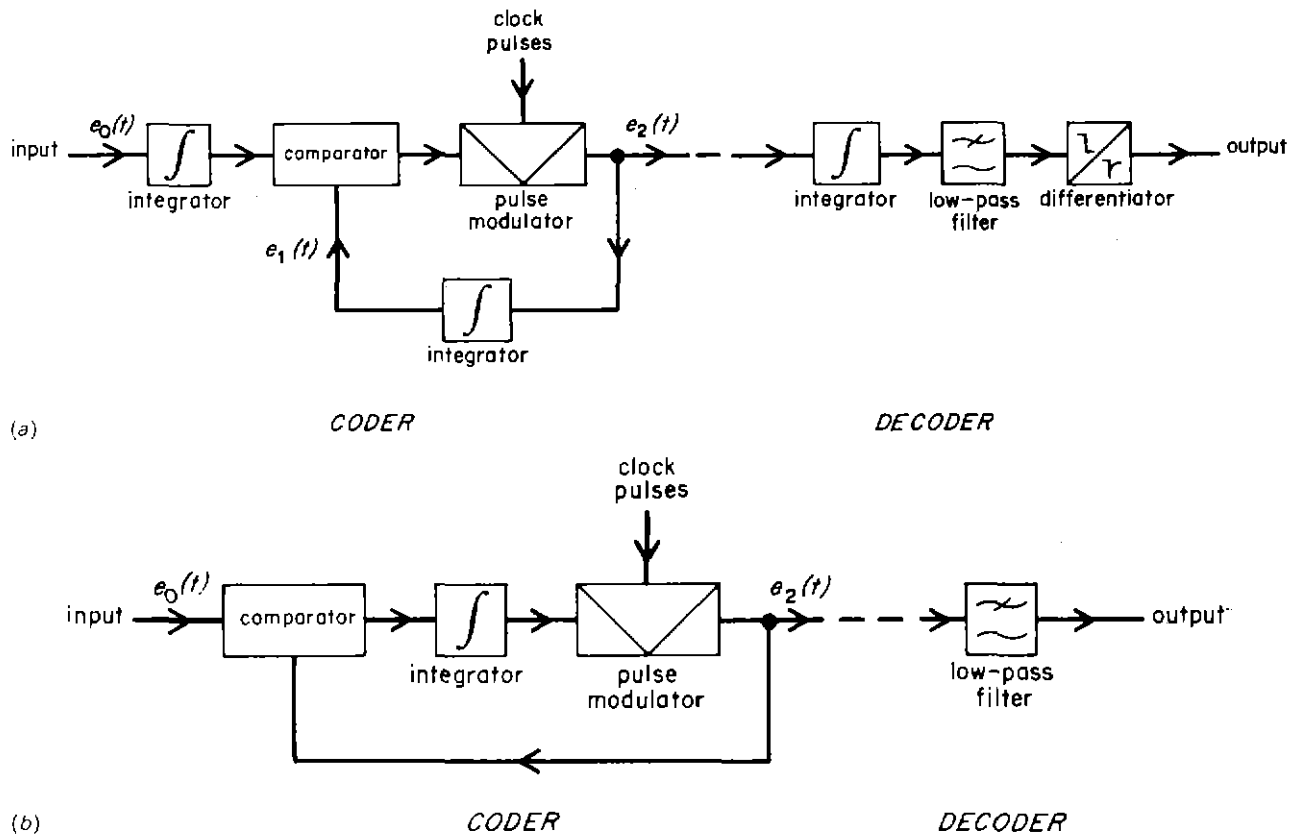 clock
pulses
e₀(t)
e₂(t)
input
∫
comparator
∫
output
integrator
pulse
modulator
integrator
low-pass
filter
differentiator
e₁(t)
∫
integrator
(a)
CODER
DECODER
clock
pulses
e₀(t)
e₂(t)
input
comparator
∫
output
integrator
pulse
modulator
low-pass
filter
(b)
CODER
DECODER